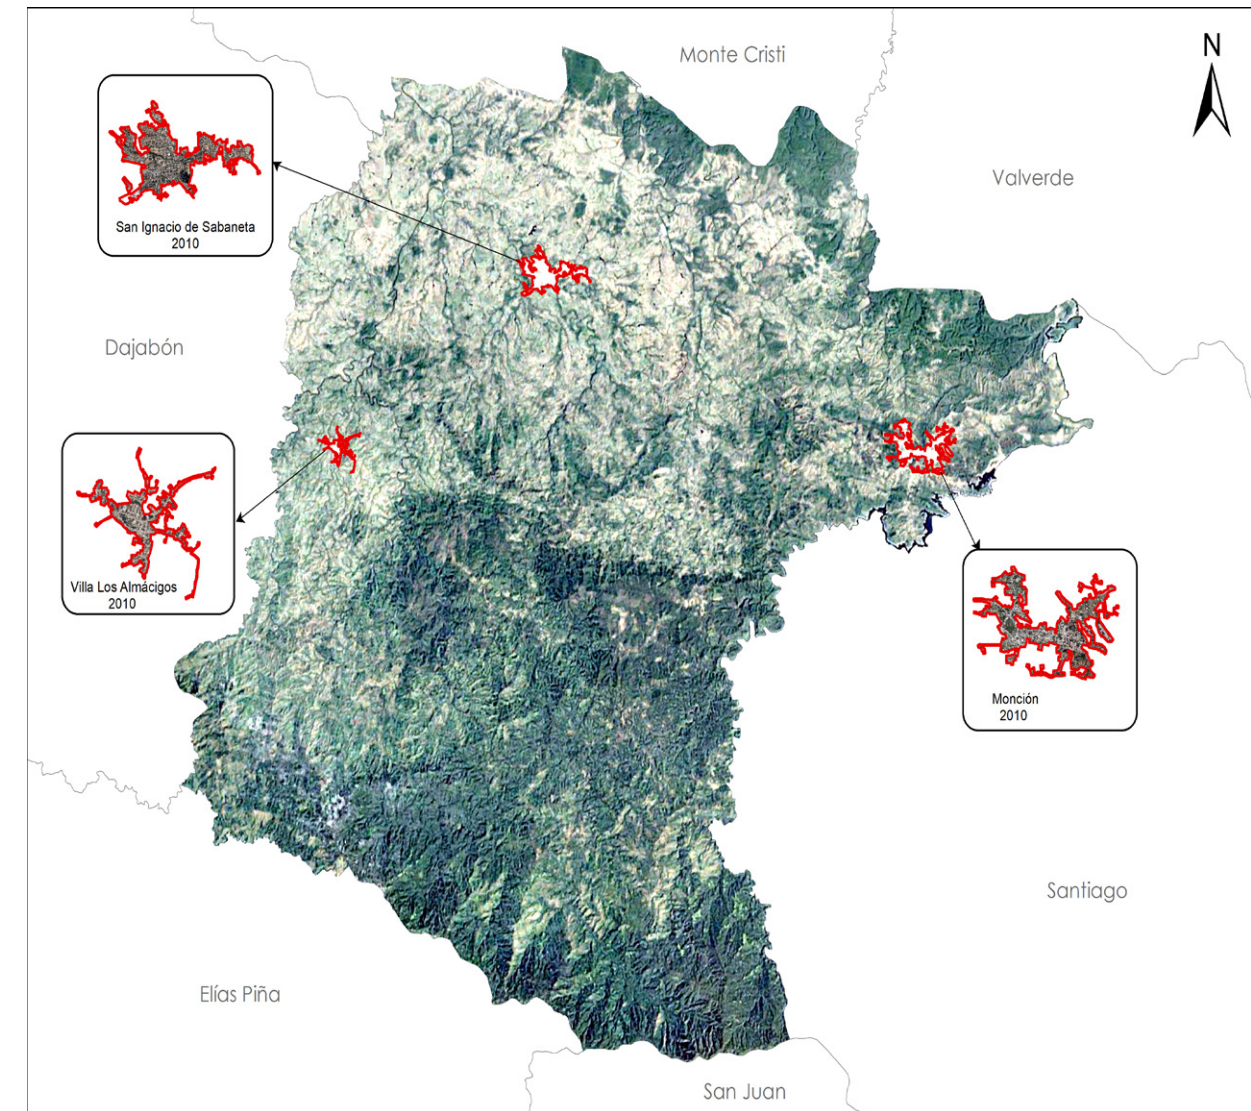 N
Monte Cristi
Valverde
San Ignacio de Sabaneta
2010
Dajabón
Villa Los Almácigos
2010
Monción
2010
Santiago
Elías Piña
San Juan